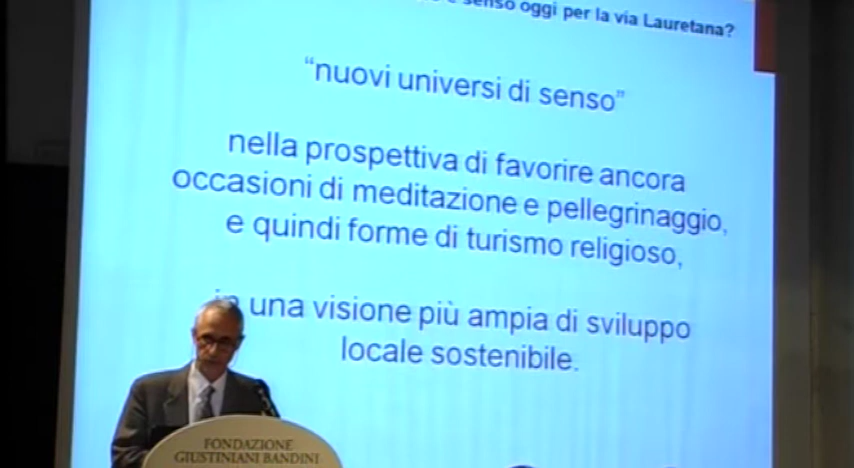 senso oggi per la via Lauretana?
“nuovi universi di senso”
nella prospettiva di favorire ancora
occasioni di meditazione e pellegrinaggio,
e quindi forme di turismo religioso,
in una visione più ampia di sviluppo
locale sostenibile.
FONDAZIONE
GIUSTINIANI BANDINI